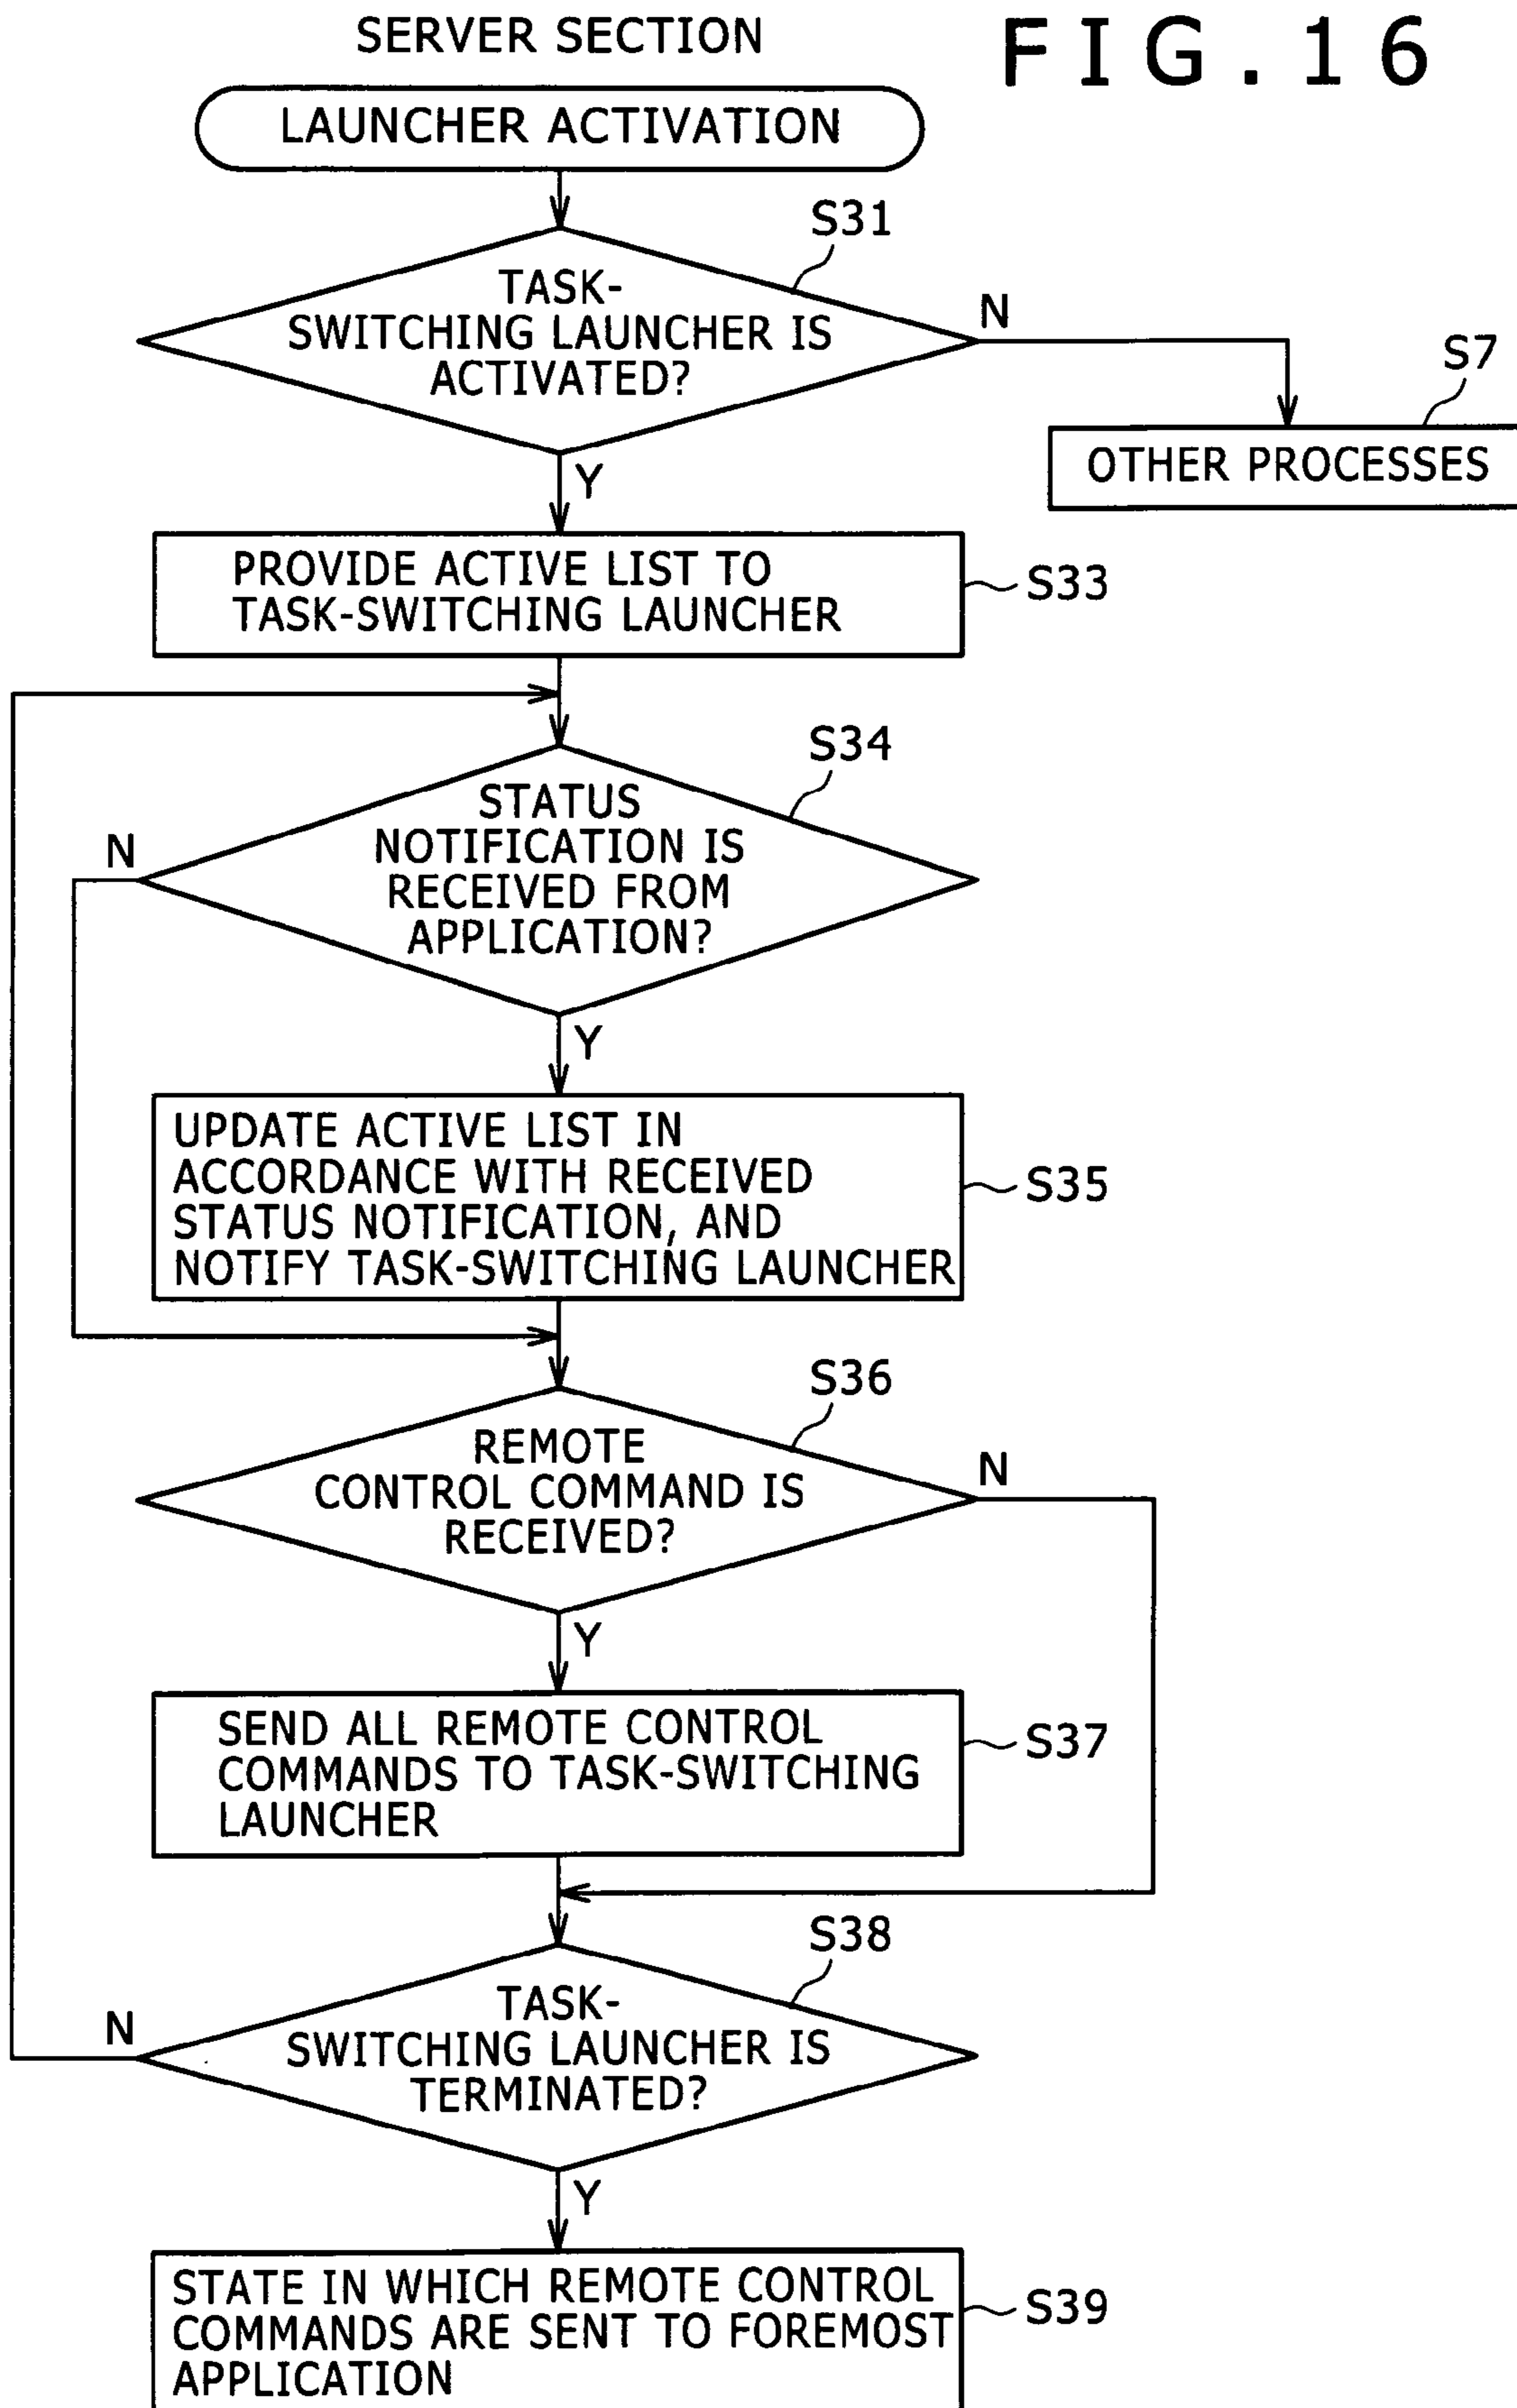 SERVER SECTION
FIG.16
LAUNCHER ACTIVATION
S31
TASK-
SWITCHING LAUNCHER IS
ACTIVATED?
N
S7
OTHER PROCESSES
Y
PROVIDE ACTIVE LIST TO
TASK-SWITCHING LAUNCHER
S33
S34
STATUS
NOTIFICATION IS
RECEIVED FROM
APPLICATION?
N
Y
UPDATE ACTIVE LIST IN
ACCORDANCE WITH RECEIVED
STATUS NOTIFICATION, AND
NOTIFY TASK-SWITCHING LAUNCHER
S35
S36
REMOTE
CONTROL COMMAND IS
RECEIVED?
N
Y
SEND ALL REMOTE CONTROL
COMMANDS TO TASK-SWITCHING
LAUNCHER
S37
S38
TASK-
SWITCHING LAUNCHER IS
TERMINATED?
N
Y
STATE IN WHICH REMOTE CONTROL
COMMANDS ARE SENT TO FOREMOST
APPLICATION
S39